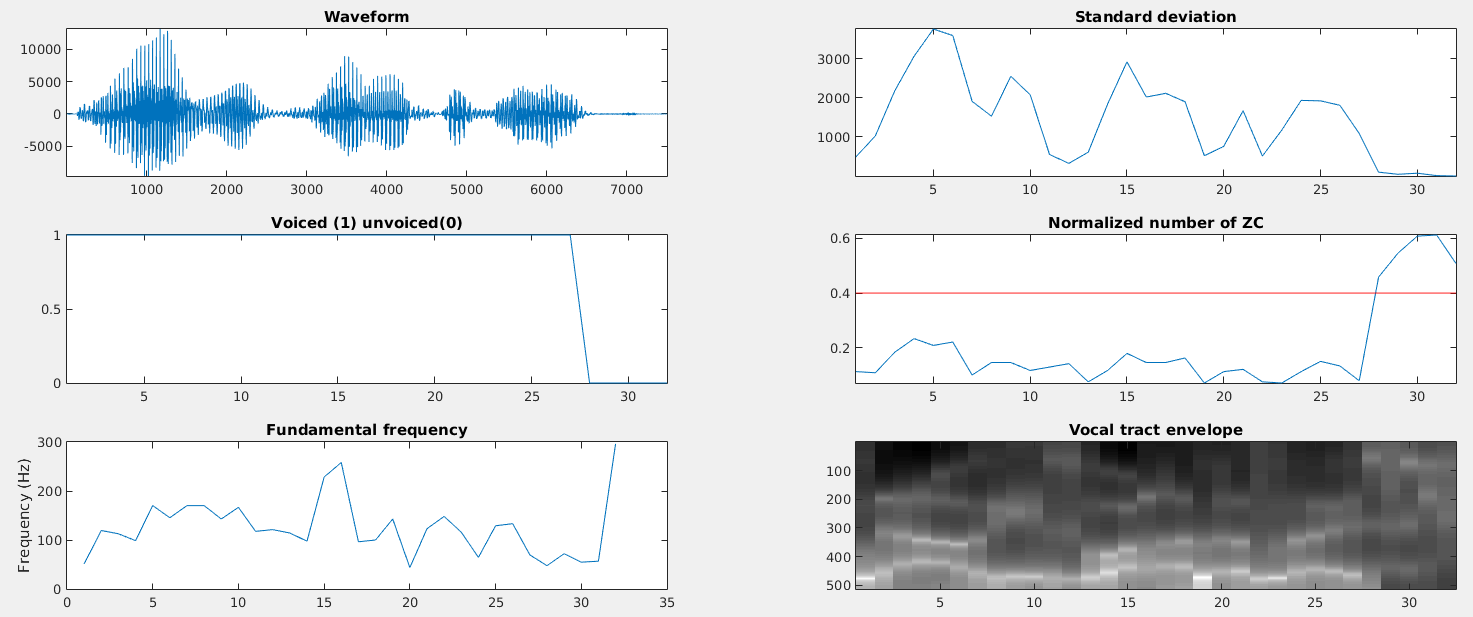 Waveform
10000
5000
0
-5000
1000 2000 3000 4000 5000 6000 7000
Standard deviation
3000
2000
1000
5 10 15 20 25 30
Voiced (1) unvoiced(0)
1
0.5
0
5 10 15 20 25 30
Normalized number of ZC
0.6
0.4
0.2
5 10 15 20 25 30
Fundamental frequency
Frequency (Hz)
300
200
100
0
0 5 10 15 20 25 30 35
Vocal tract envelope
100
200
300
400
500
5 10 15 20 25 30